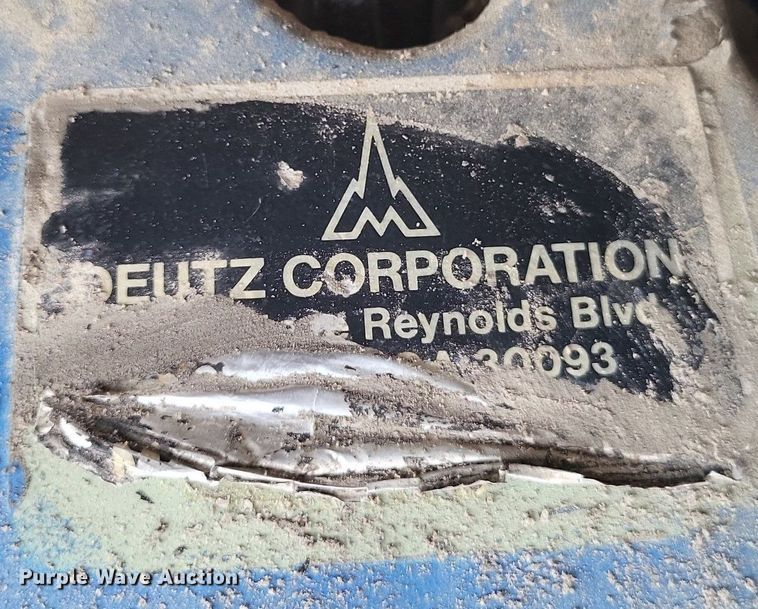 DEUTZ CORPORATION
Reynolds Blvd
A 30093
Purple Wave Auction